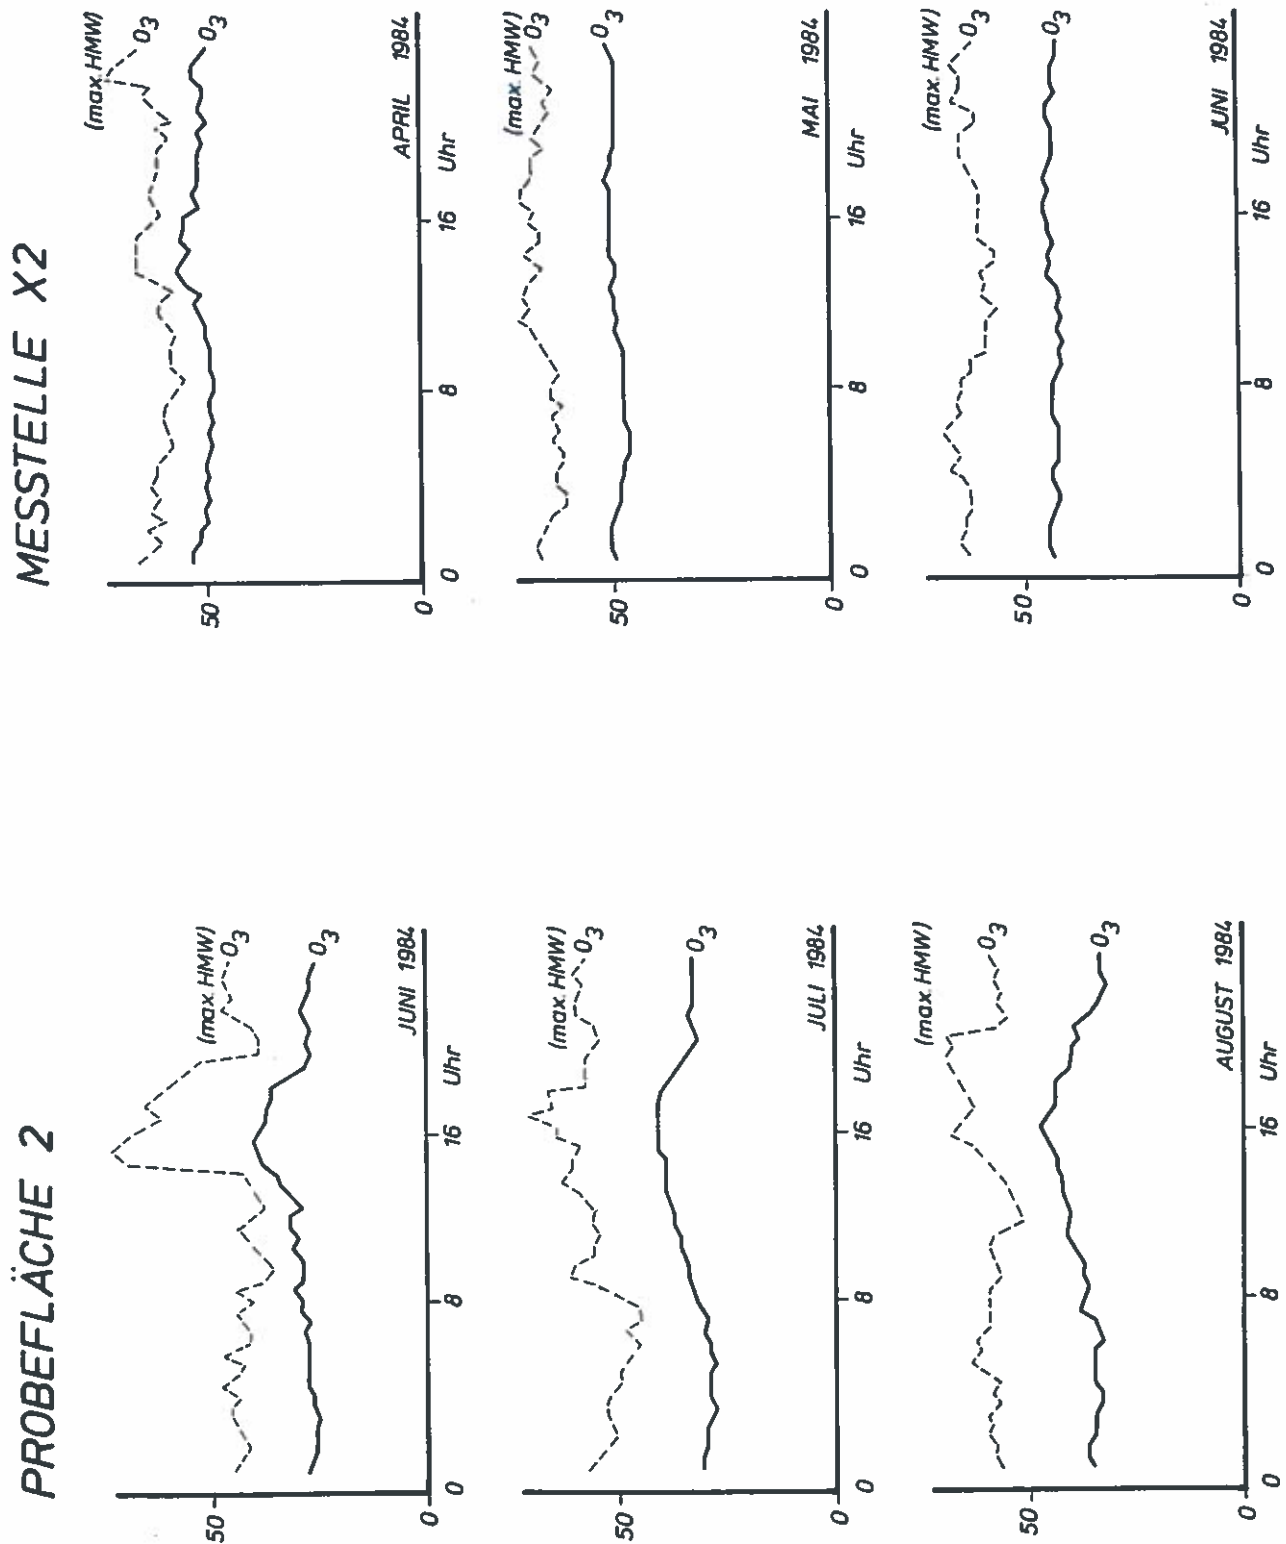 PROBEFLÄCHE 2
(max. HMW)
O3
O3
50
0
0
8
16
Uhr
JUNI 1984
(max. HMW)
O3
O3
50
0
0
8
16
Uhr
JULI 1984
(max. HMW)
O3
O3
50
0
0
8
16
Uhr
AUGUST 1984
MESSTELLE X2
(max. HMW)
O3
O3
50
0
0
8
16
Uhr
APRIL 1984
(max. HMW)
O3
O3
50
0
0
8
16
Uhr
MAI 1984
(max. HMW)
O3
O3
50
0
0
8
16
Uhr
JUNI 1984